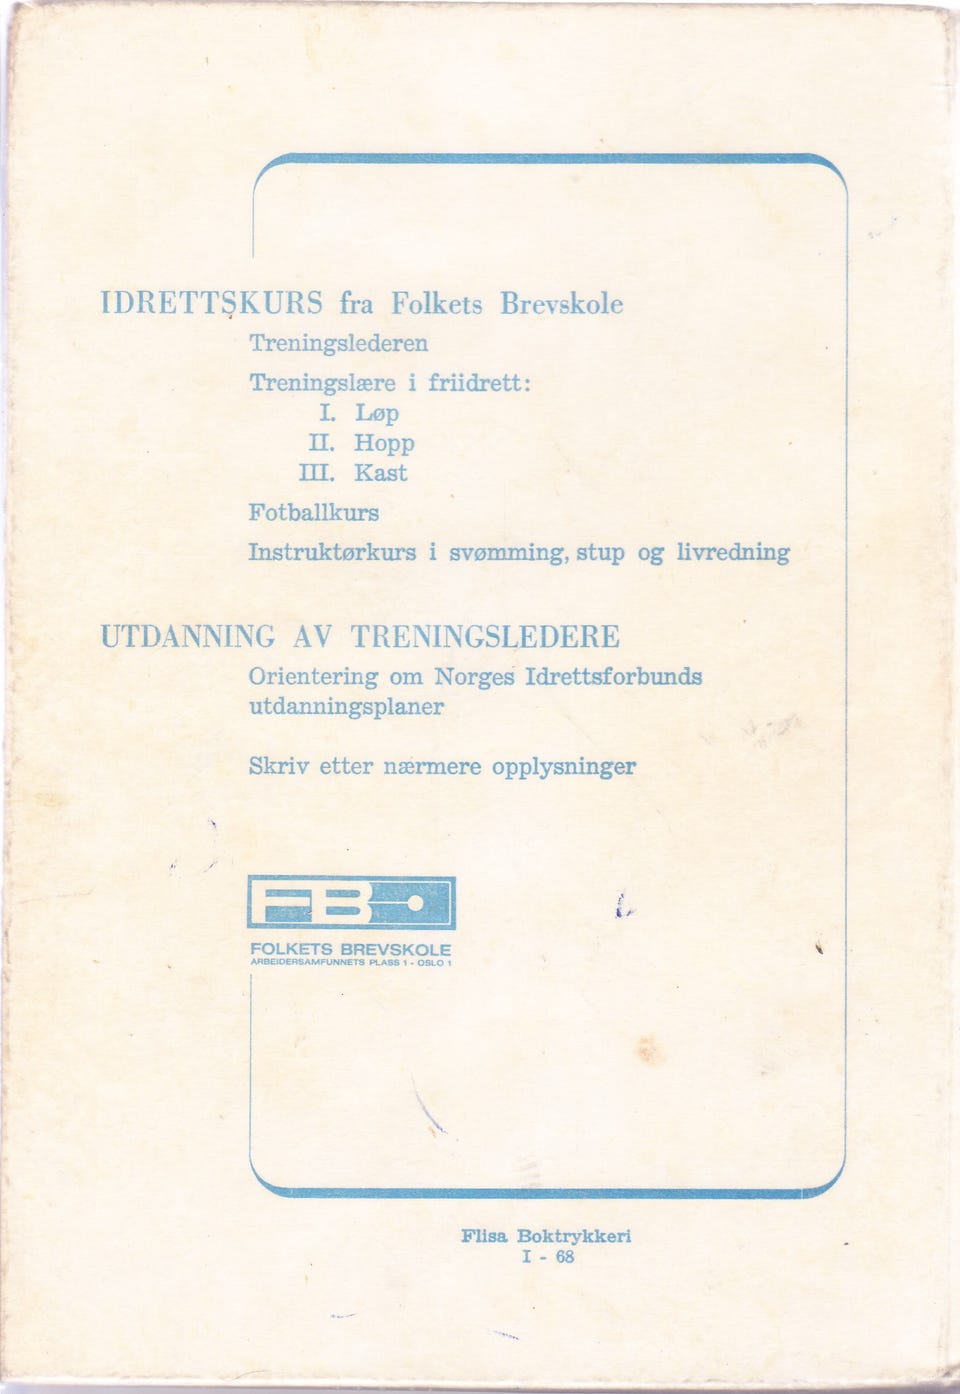 IDRETTSKURS fra Folkets Brevskole
Treningslederen
Treningslære i friidrett:
I. Løp
II. Hopp
III. Kast
Fotballkurs
Instruktørkurs i svømming, stup og livredning
UTDANNING AV TRENINGSLEDERE
Orientering om Norges Idrettsforbunds
utdanningsplaner
Skriv etter nærmere opplysninger
FB
FOLKETS BREVSKOLE
ARBEIDERSAMFUNNETS PLASS 1 - OSLO 1
Flisa Boktrykkeri
I - 68